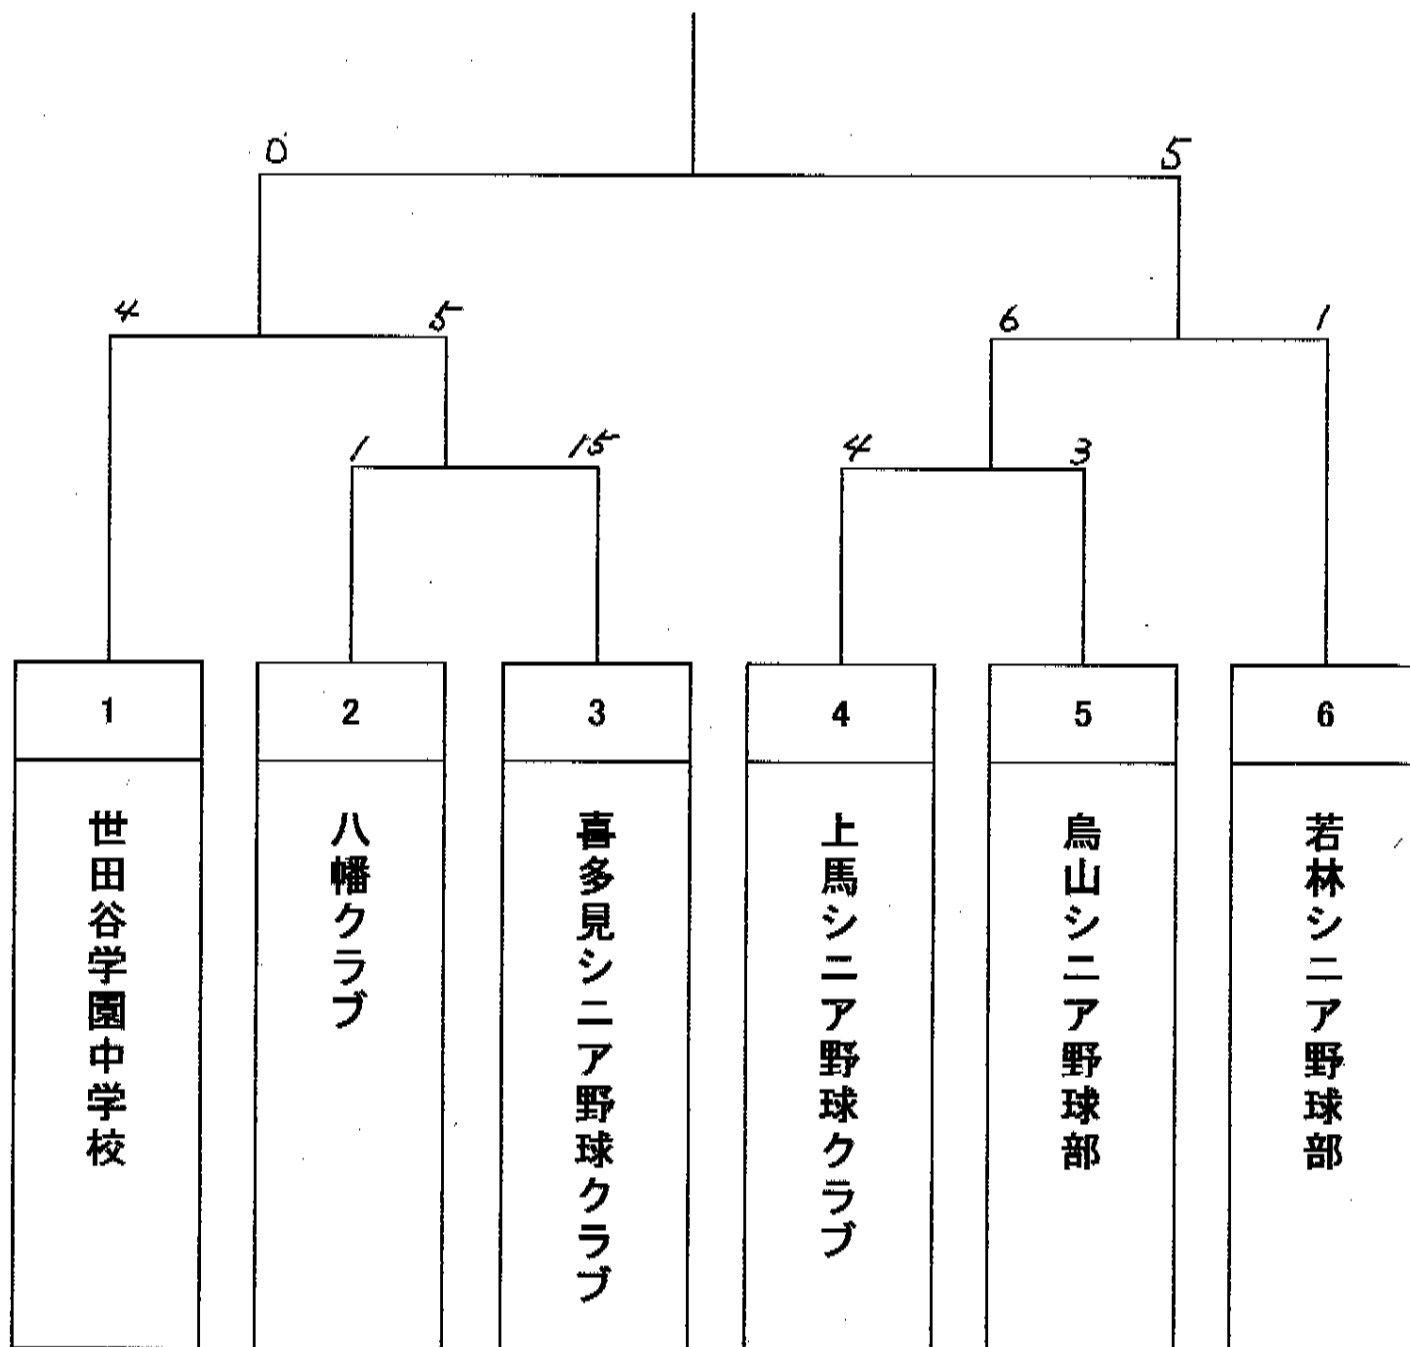 0 5
4 5 6 1
1 15 4 3
1 2 3 4 5 6
世田谷学園中学校
八幡クラブ
喜多見シニア野球クラブ
上馬シニア野球クラブ
烏山シニア野球部
若林シニア野球部